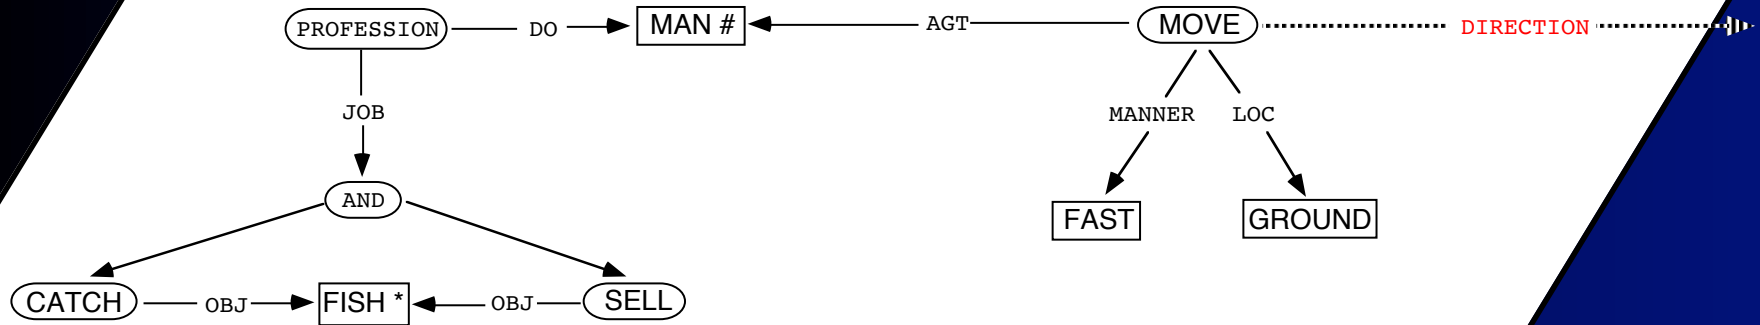 PROFESSION DO MAN # AGT MOVE DIRECTION
JOB MANNER LOC
AND FAST GROUND
CATCH OBJ FISH * OBJ SELL